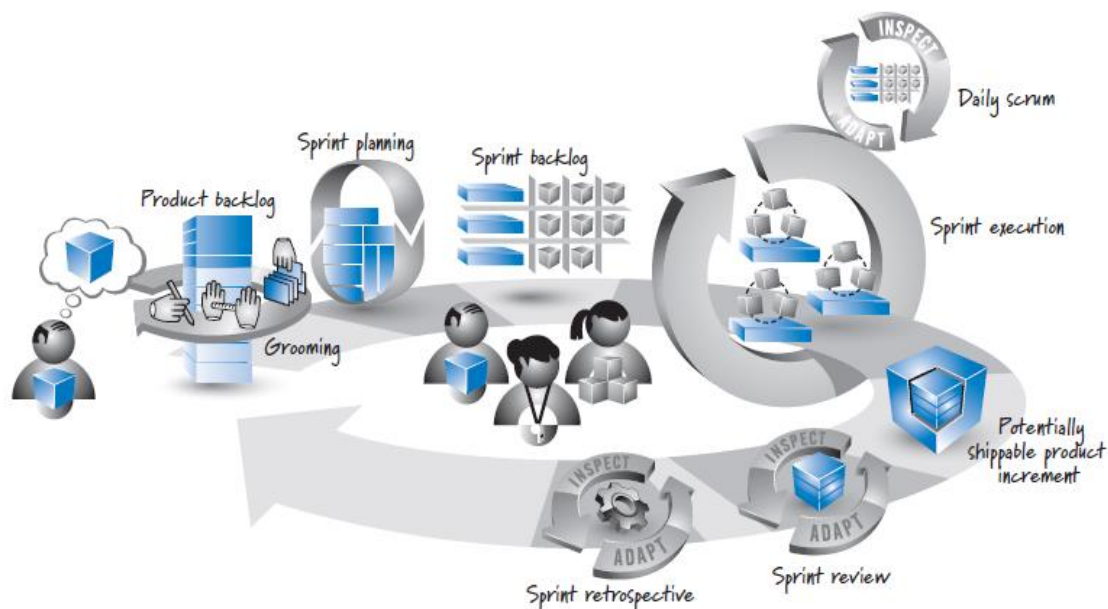 INSPECT
ADAPT
Daily scrum
Sprint planning
Sprint backlog
Product backlog
Sprint execution
Grooming
Potentially
shippable product
increment
INSPECT
ADAPT
Sprint review
INSPECT
ADAPT
Sprint retrospective